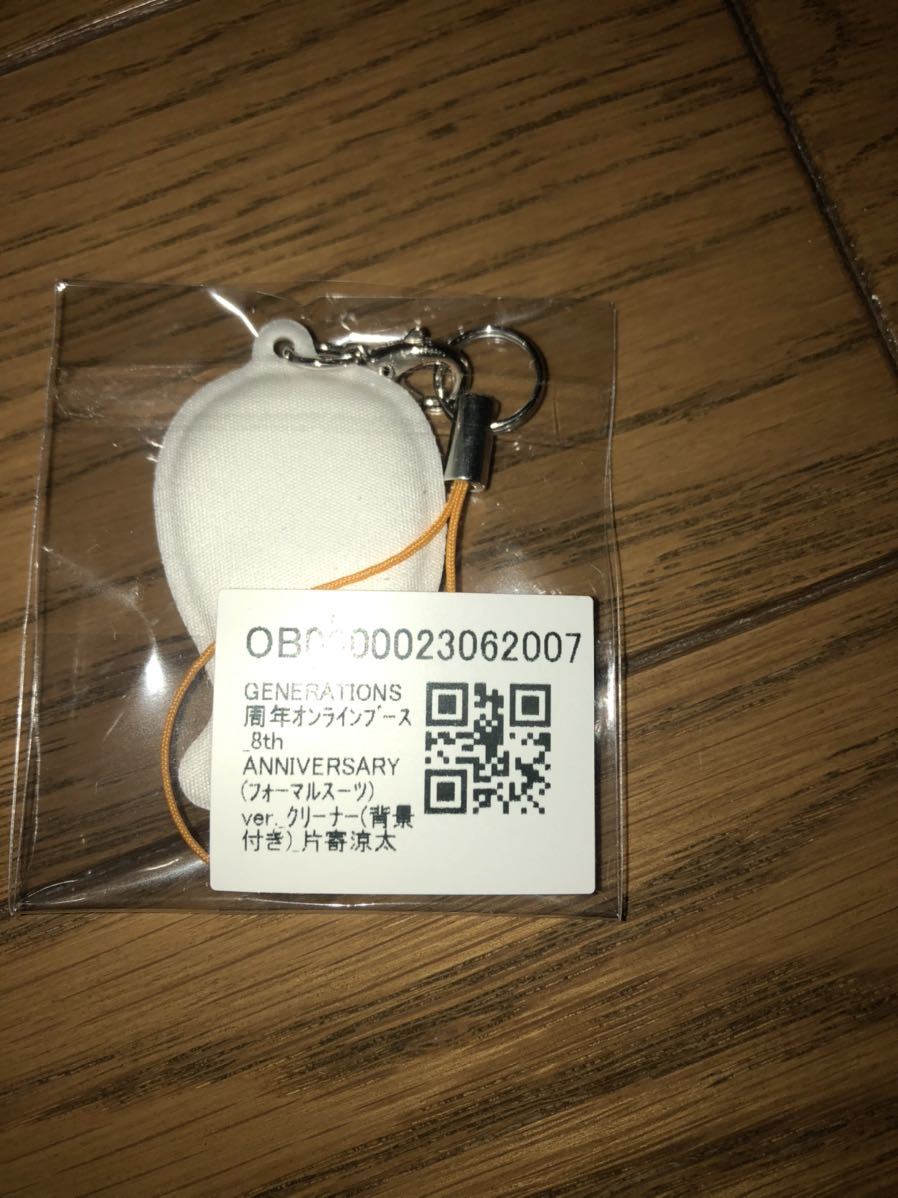 OB0000023062007
GENERATIONS
周年オンラインブース
_8th
ANNIVERSARY
(フォーマルスーツ)
ver._クリーナー(背景
付き)_片寄涼太